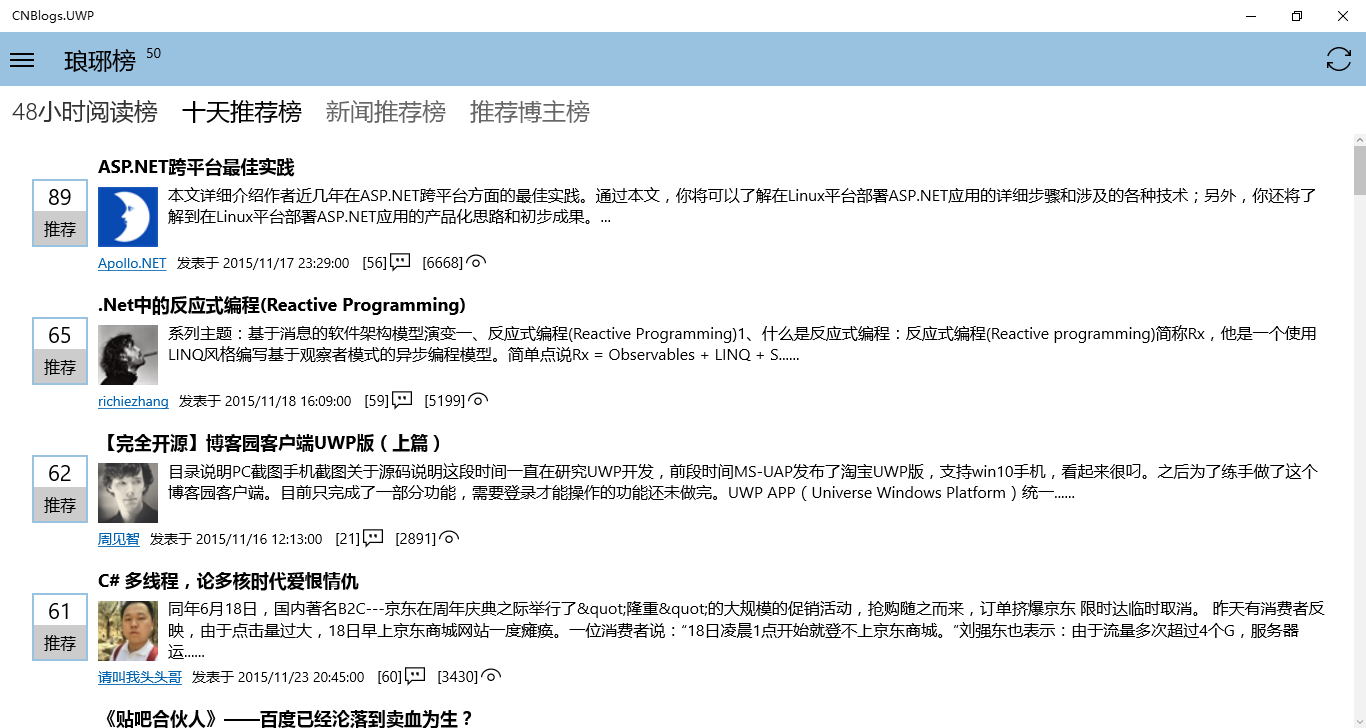 CNBlogs.UWP
琅琊榜 50
48小时阅读榜 十天推荐榜 新闻推荐榜 推荐博主榜
ASP.NET跨平台最佳实践
89
推荐
本文详细介绍作者近几年在ASP.NET跨平台方面的最佳实践。通过本文，你将可以了解在Linux平台部署ASP.NET应用的详细步骤和涉及的各种技术；另外，你还将了
解到在Linux平台部署ASP.NET应用的产品化思路和初步成果。...
Apollo.NET 发表于 2015/11/17 23:29:00 [56] [6668]
.Net中的反应式编程(Reactive Programming)
65
推荐
系列主题：基于消息的软件架构模型演变一、反应式编程(Reactive Programming)1、什么是反应式编程：反应式编程(Reactive programming)简称Rx，他是一个使用
LINQ风格编写基于观察者模式的异步编程模型。简单点说Rx = Observables + LINQ + S......
richiezhang 发表于 2015/11/18 16:09:00 [59] [5199]
【完全开源】博客园客户端UWP版（上篇）
62
推荐
目录说明PC截图手机截图关于源码说明这段时间一直在研究UWP开发，前段时间MS-UAP发布了淘宝UWP版，支持win10手机，看起来很叼。之后为了练手做了这个
博客园客户端。目前只完成了一部分功能，需要登录才能操作的功能还未做完。UWP APP（Universe Windows Platform）统一......
周见智 发表于 2015/11/16 12:13:00 [21] [2891]
C# 多线程，论多核时代爱恨情仇
61
推荐
同年6月18日，国内著名B2C---京东在周年庆典之际举行了&quot;隆重&quot;的大规模的促销活动，抢购随之而来，订单挤爆京东 限时达临时取消。 昨天有消费者反
映，由于点击量过大，18日早上京东商城网站一度瘫痪。一位消费者说：“18日凌晨1点开始就登不上京东商城。”刘强东也表示：由于流量多次超过4个G，服务器
运......
请叫我头头哥 发表于 2015/11/23 20:45:00 [60] [3430]
《贴吧合伙人》——百度已经沦落到卖血为生？